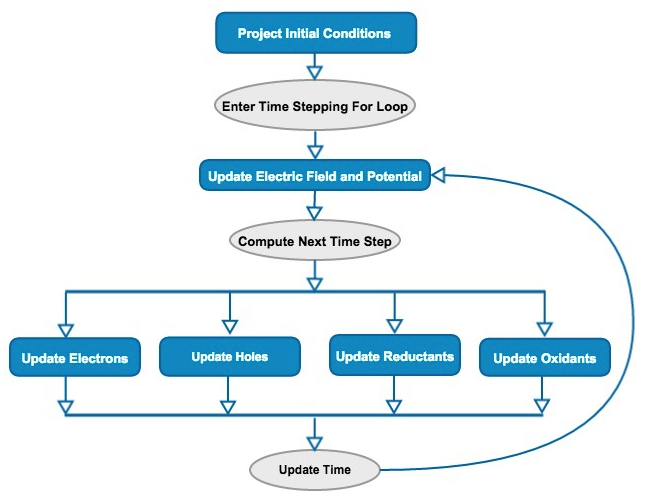 Project Initial Conditions
Enter Time Stepping For Loop
Update Electric Field and Potential
Compute Next Time Step
Update Electrons
Update Holes
Update Reductants
Update Oxidants
Update Time